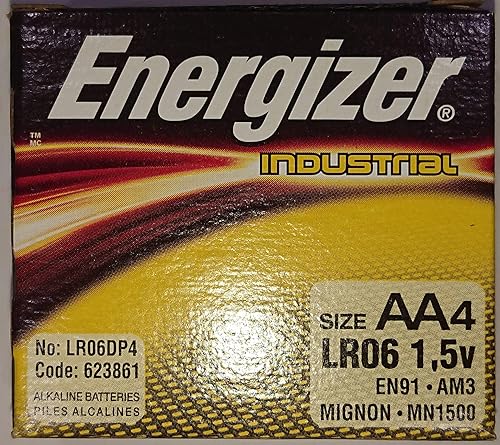 Energizer®
TM
MC
INDUSTRIAL
SIZE AA4
LR06 1,5v
EN91 · AM3
MIGNON · MN1500
No: LR06DP4
Code: 623861
ALKALINE BATTERIES
PILES ALCALINES